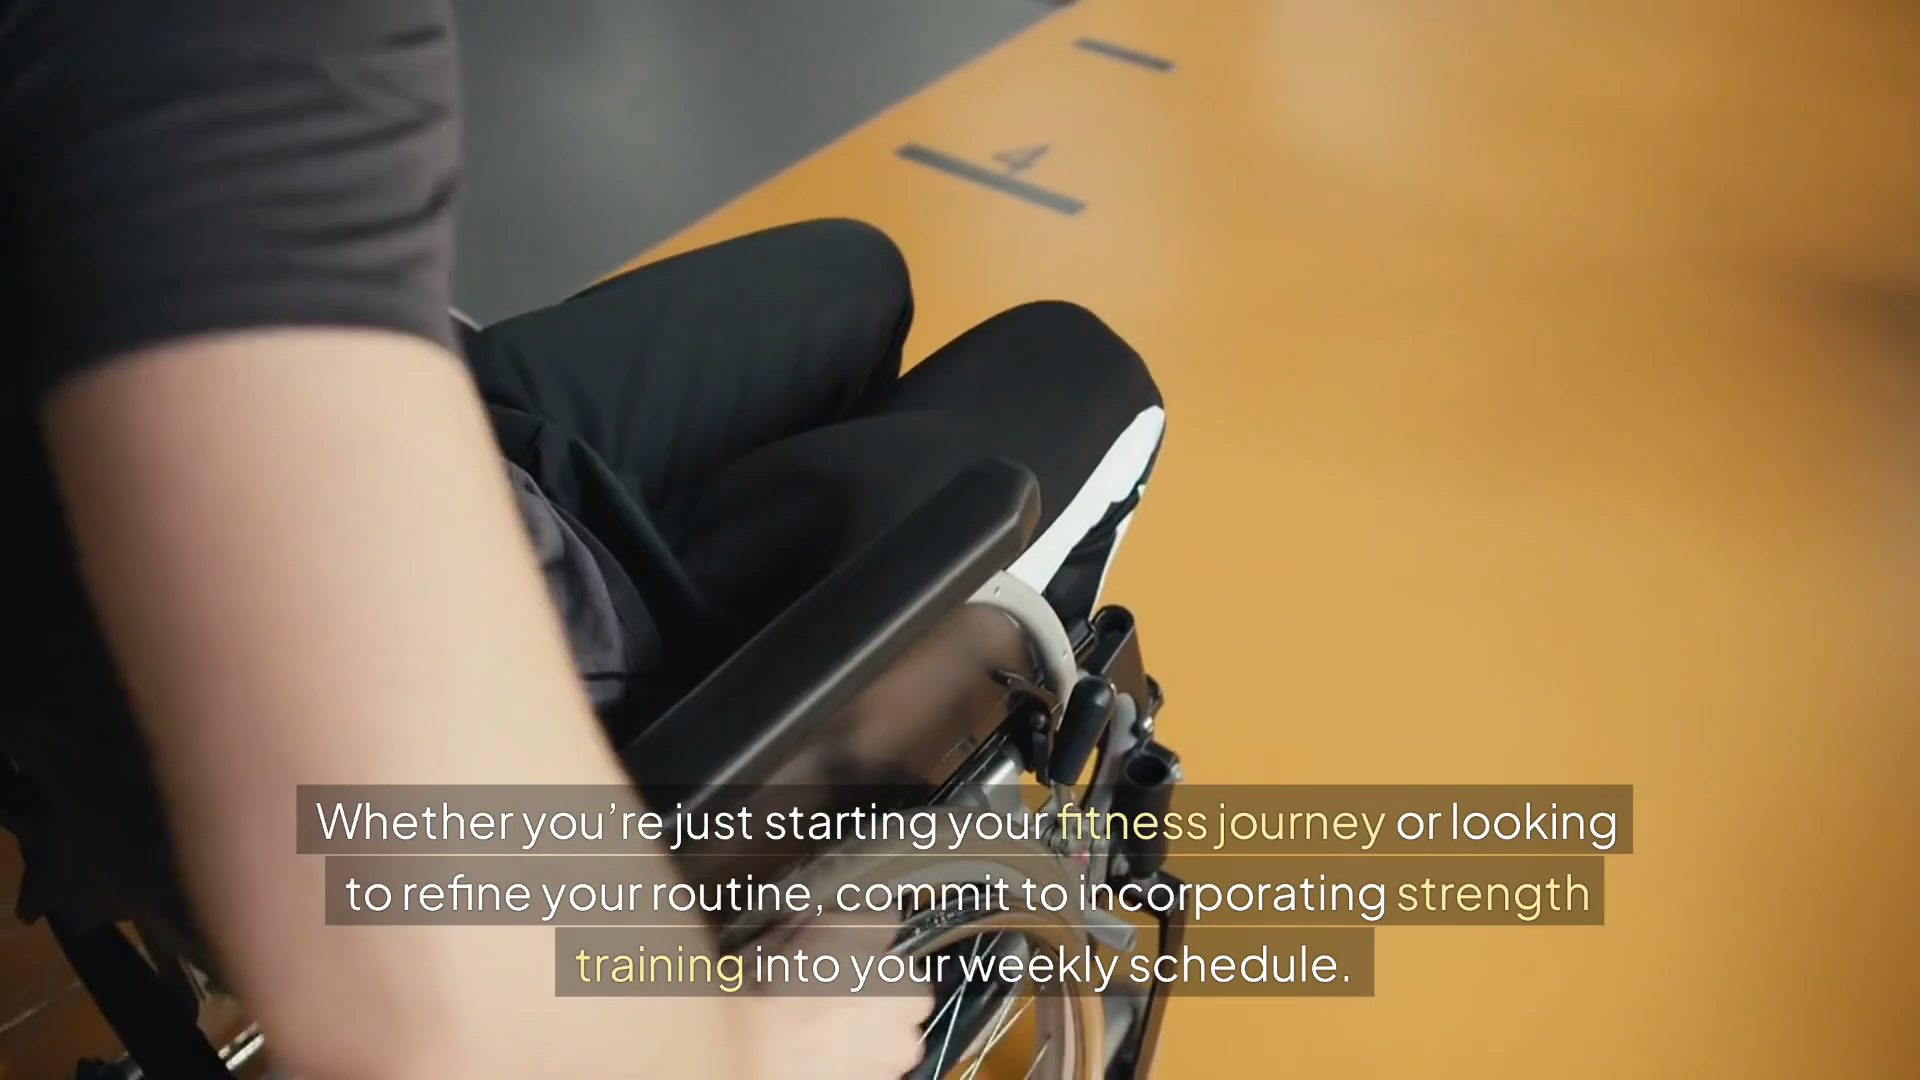 4
Whether you’re just starting your fitness journey or looking
to refine your routine, commit to incorporating strength
training into your weekly schedule.